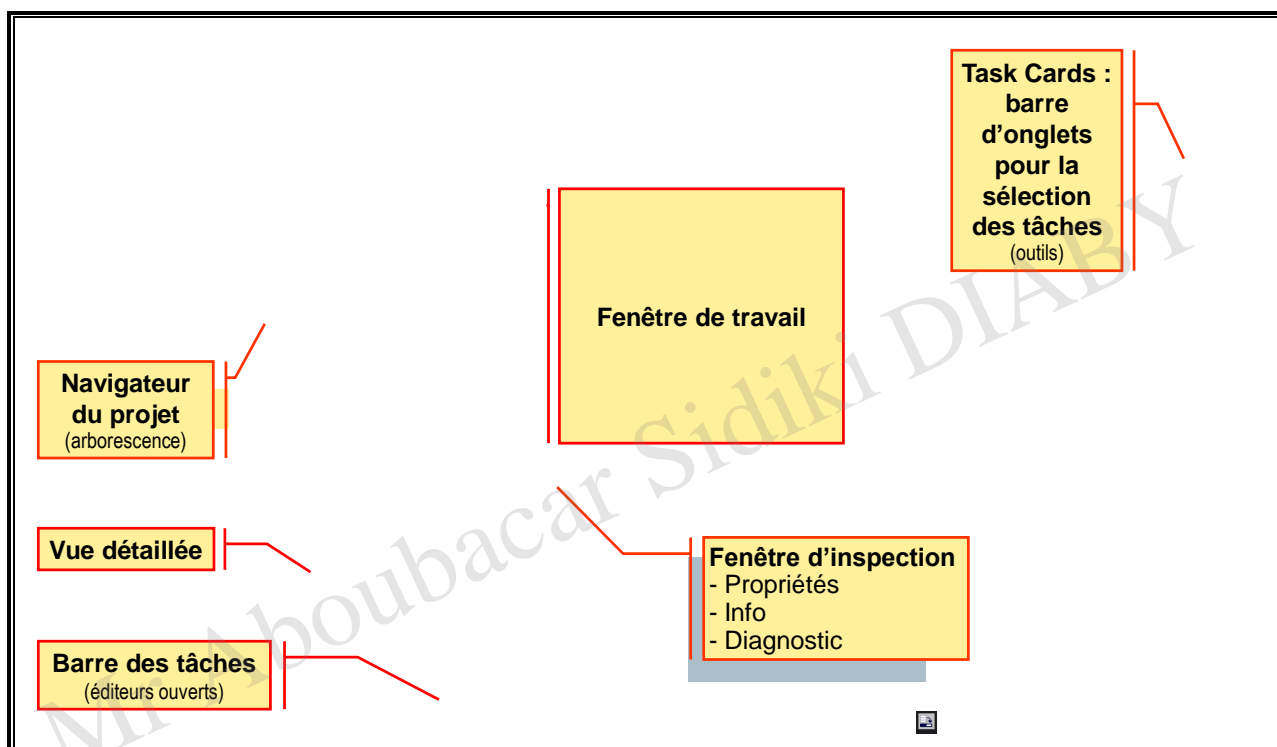 Task Cards :
barre
d’onglets
pour la
sélection
des tâches
(outils)
Fenêtre de travail
Navigateur
du projet
(arborescence)
Vue détaillée
Fenêtre d’inspection
- Propriétés
- Info
- Diagnostic
Barre des tâches
(éditeurs ouverts)
Mr Aboubacar Sidiki DIABY